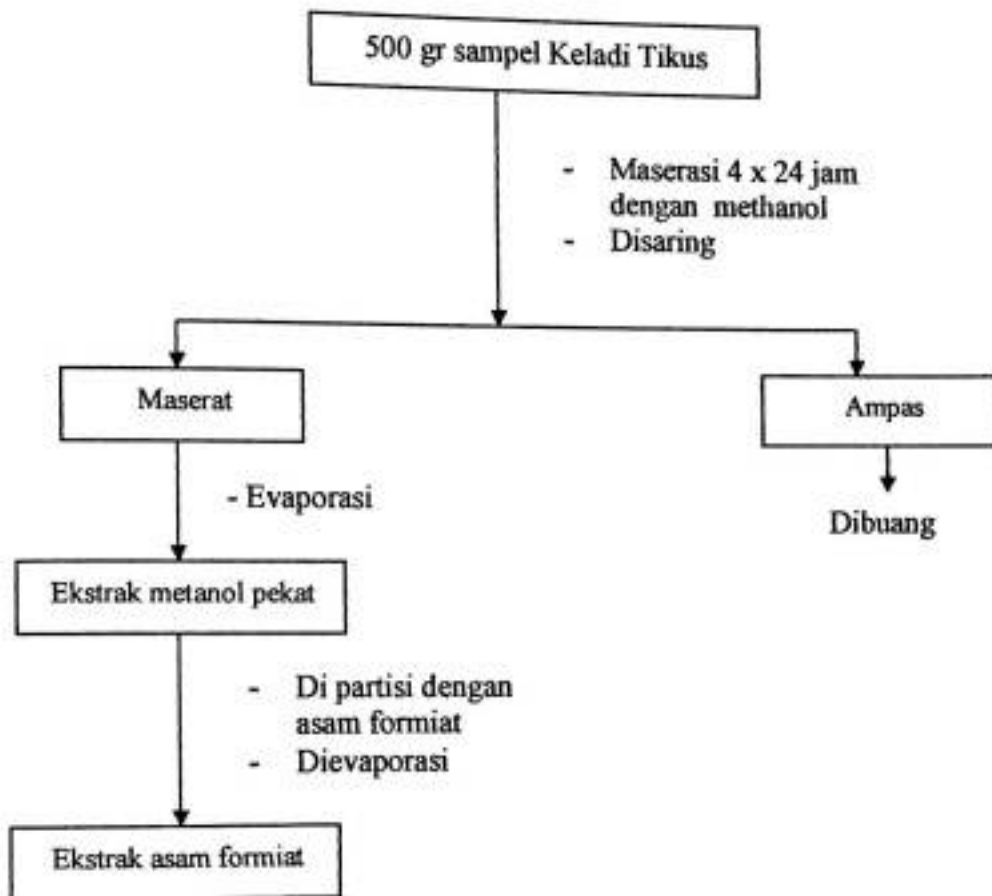 500 gr sampel Keladi Tikus
- Maserasi 4 x 24 jam
dengan methanol
- Disaring
Maserat
Ampas
- Evaporasi
Dibuang
Ekstrak metanol pekat
- Di partisi dengan
asam formiat
- Dievaporasi
Ekstrak asam formiat